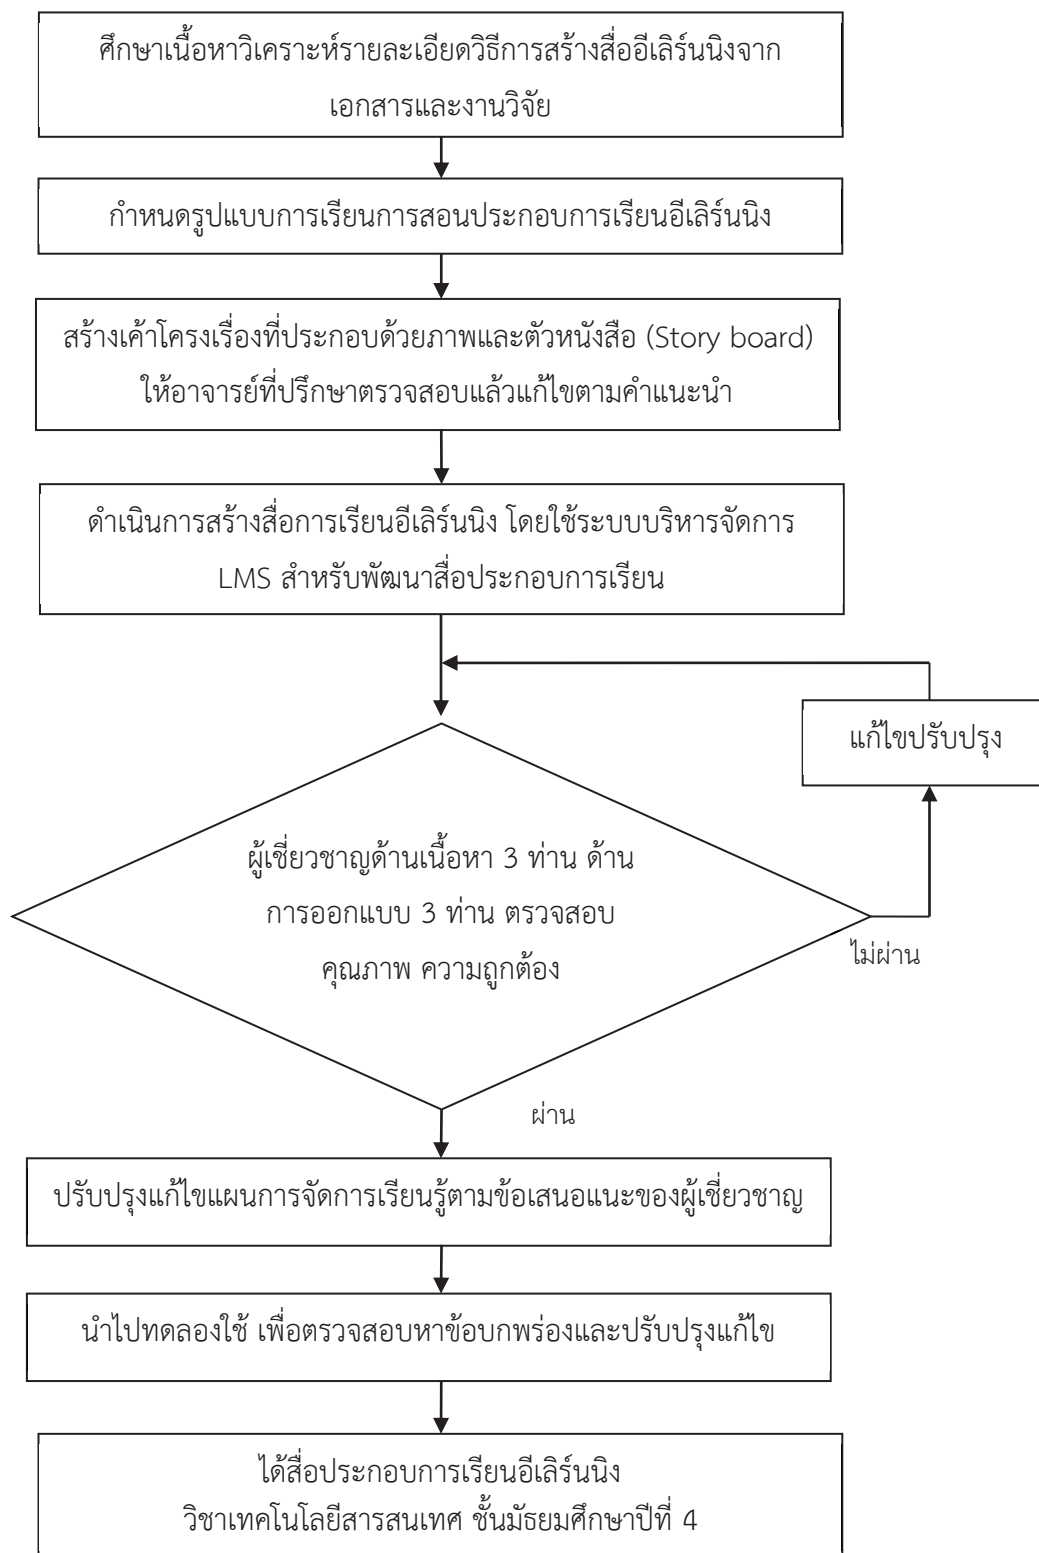 ศึกษาเนื้อหาวิเคราะห์รายละเอียดวิธีการสร้างสื่ออีเลิร์นนิงจาก
เอกสารและงานวิจัย
กำหนดรูปแบบการเรียนการสอนประกอบการเรียนอีเลิร์นนิง
สร้างเค้าโครงเรื่องที่ประกอบด้วยภาพและตัวหนังสือ (Story board)
ให้อาจารย์ที่ปรึกษาตรวจสอบแล้วแก้ไขตามคำแนะนำ
ดำเนินการสร้างสื่อการเรียนอีเลิร์นนิง โดยใช้ระบบบริหารจัดการ
LMS สำหรับพัฒนาสื่อประกอบการเรียน
แก้ไขปรับปรุง
ผู้เชี่ยวชาญด้านเนื้อหา 3 ท่าน ด้าน
การออกแบบ 3 ท่าน ตรวจสอบ
คุณภาพ ความถูกต้อง
ไม่ผ่าน
ผ่าน
ปรับปรุงแก้ไขแผนการจัดการเรียนรู้ตามข้อเสนอแนะของผู้เชี่ยวชาญ
นำไปทดลองใช้ เพื่อตรวจสอบหาข้อบกพร่องและปรับปรุงแก้ไข
ได้สื่อประกอบการเรียนอีเลิร์นนิง
วิชาเทคโนโลยีสารสนเทศ ชั้นมัธยมศึกษาปีที่ 4